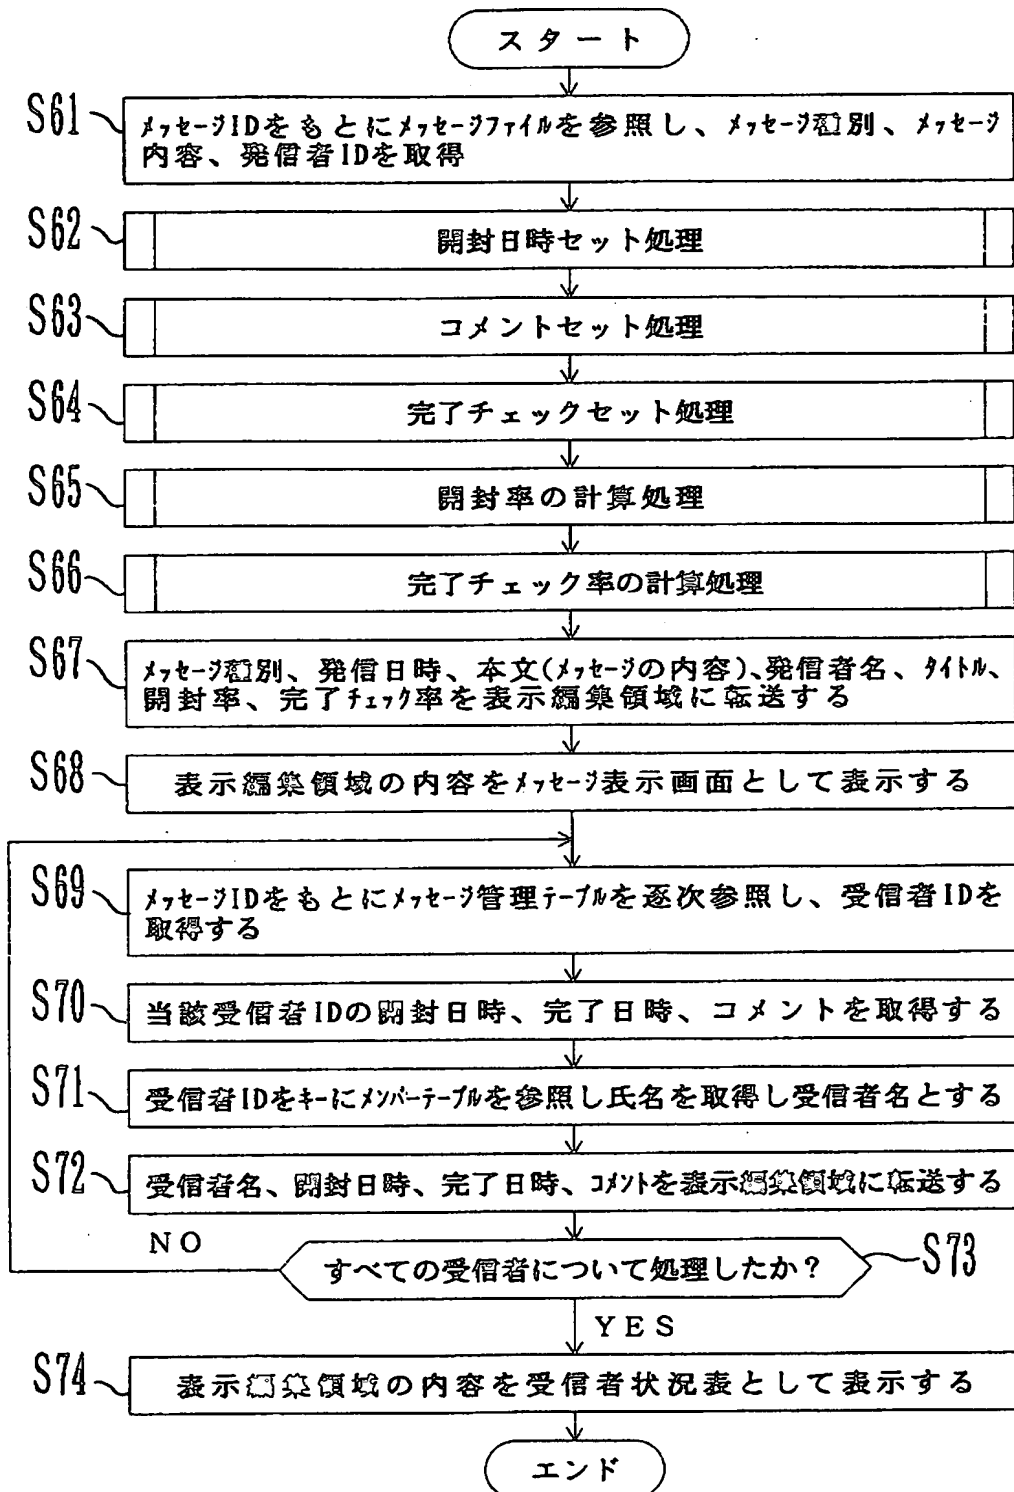 スタート
S61
メッセージIDをもとにメッセージファイルを参照し、メッセージ種別、メッセージ
内容、発信者IDを取得
S62
開封日時セット処理
S63
コメントセット処理
S64
完了チェックセット処理
S65
開封率の計算処理
S66
完了チェック率の計算処理
S67
メッセージ種別、発信日時、本文(メッセージの内容)、発信者名、タイトル、
開封率、完了チェック率を表示編集領域に転送する
S68
表示編集領域の内容をメッセージ表示画面として表示する
S69
メッセージIDをもとにメッセージ管理テーブルを逐次参照し、受信者IDを
取得する
S70
当該受信者IDの開封日時、完了日時、コメントを取得する
S71
受信者IDをキーにメンバーテーブルを参照し氏名を取得し受信者名とする
S72
受信者名、開封日時、完了日時、コメントを表示編集領域に転送する
NO
すべての受信者について処理したか？
S73
YES
S74
表示編集領域の内容を受信者状況表として表示する
エンド